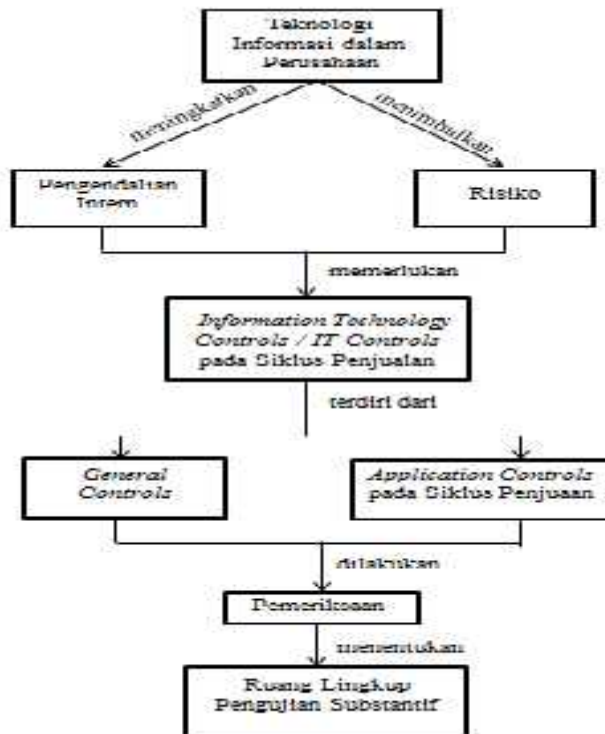 Teknologi
Informasi dalam
Perusahaan
meningkatkan
menimbulkan
Pengendalian
Intern
Risiko
memerlukan
Information Technology
Controls / IT Controls
pada Siklus Penjualan
terdiri dari
General
Controls
Application Controls
pada Siklus Penjuaan
dilakukan
Pemeriksaan
menentukan
Ruang Lingkup
Pengujian Substantif